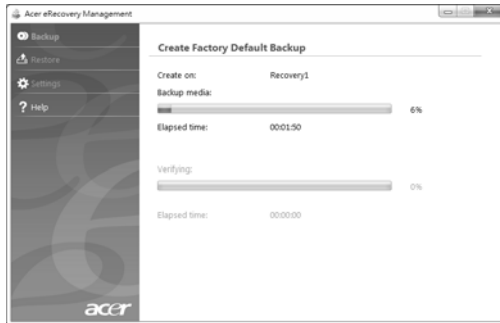 Acer eRecovery Management
Backup
Restore
Settings
? Help
Create Factory Default Backup
Create on: Recovery1
Backup media:
6%
Elapsed time: 00:01:50
Verifying:
0%
Elapsed time: 00:00:00
acer